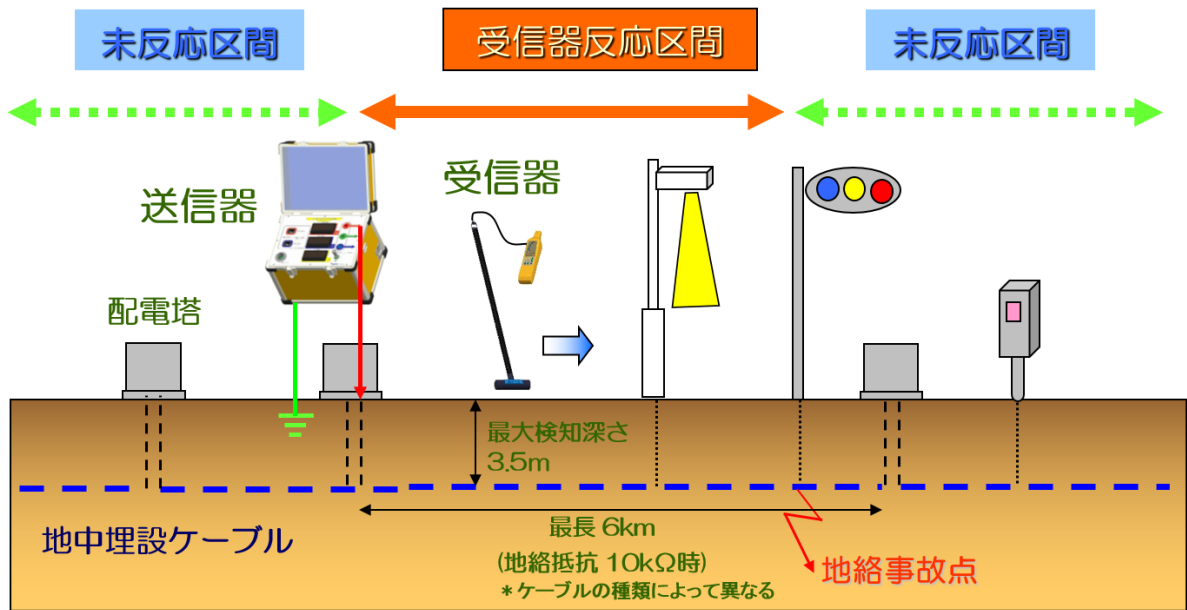 未反応区間
受信器反応区間
未反応区間
送信器
受信器
配電塔
最大検知深さ
3.5m
地中埋設ケーブル
最長 6km
(地絡抵抗 10kΩ時)
*ケーブルの種類によって異なる
地絡事故点